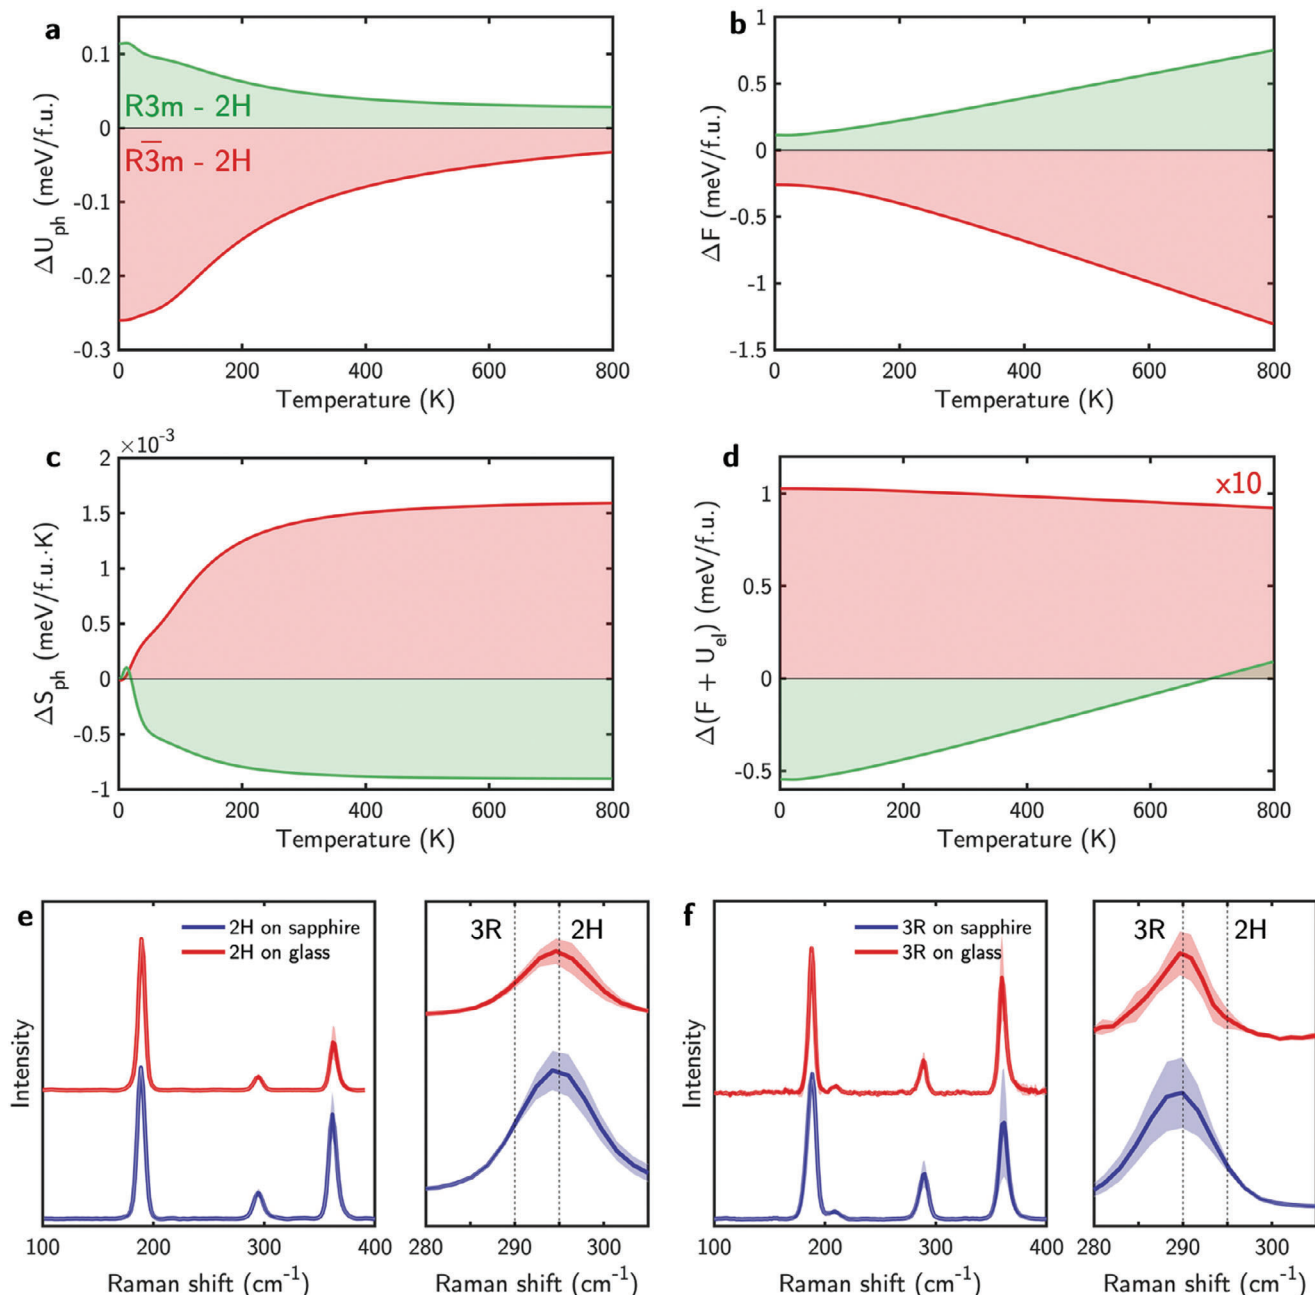 a
ΔU_ph (meV/f.u.)
0.1
0
-0.1
-0.2
-0.3
R3m - 2H
R3̅m - 2H
0 200 400 600 800
Temperature (K)
b
ΔF (meV/f.u.)
1
0.5
0
-0.5
-1
-1.5
0 200 400 600 800
Temperature (K)
c
×10⁻³
ΔS_ph (meV/f.u.·K)
2
1.5
1
0.5
0
-0.5
-1
0 200 400 600 800
Temperature (K)
d
Δ(F + U_el) (meV/f.u.)
x10
1
0.5
0
-0.5
0 200 400 600 800
Temperature (K)
e
Intensity
2H on sapphire
2H on glass
100 200 300 400
Raman shift (cm⁻¹)
3R 2H
280 290 300
Raman shift (cm⁻¹)
f
Intensity
3R on sapphire
3R on glass
100 200 300 400
Raman shift (cm⁻¹)
3R 2H
280 290 300
Raman shift (cm⁻¹)